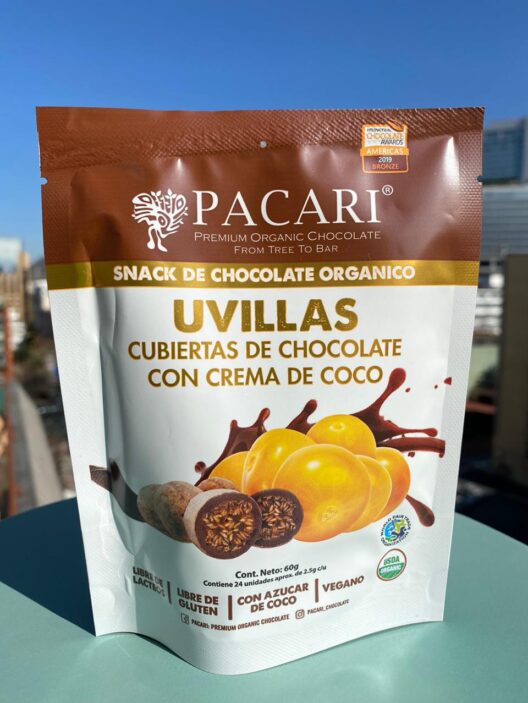 INTERNATIONAL
CHOCOLATE
AWARDS
AMERICAS
2019
BRONZE
PACARI®
PREMIUM ORGANIC CHOCOLATE
FROM TREE TO BAR
SNACK DE CHOCOLATE ORGANICO
UVILLAS
CUBIERTAS DE CHOCOLATE
CON CREMA DE COCO
USDA
ORGANIC
Cont. Neto: 60g
Contiene 24 unidades aprox. de 2.5g c/u
LIBRE DE
LACTEOS
LIBRE DE
GLUTEN
CON AZUCAR
DE COCO
VEGANO
PACARI: PREMIUM ORGANIC CHOCOLATE
PACARI_CHOCOLATE